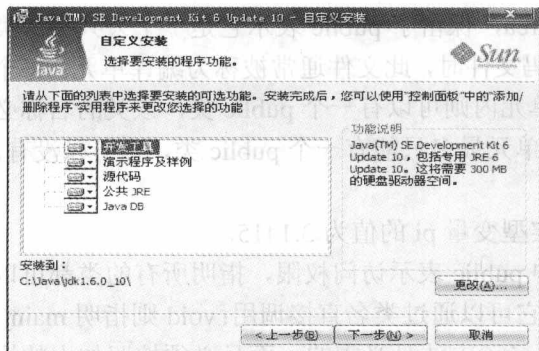 Java(TM) SE Development Kit 6 Update 10 - 自定义安装
Java
自定义安装
选择要安装的程序功能。
Sun
请从下面的列表中选择要安装的可选功能。安装完成后，您可以使用"控制面板"中的"添加/
删除程序"实用程序来更改您选择的功能
开发工具
演示程序及样例
源代码
公共 JRE
Java DB
功能说明
Java(TM) SE Development Kit 6
Update 10，包括专用 JRE 6
Update 10。这将需要 300 MB
的硬盘驱动器空间。
安装到：
C:\Java\jdk1.6.0_10\
更改(A)...
<上一步(B)
下一步(N) >
取消